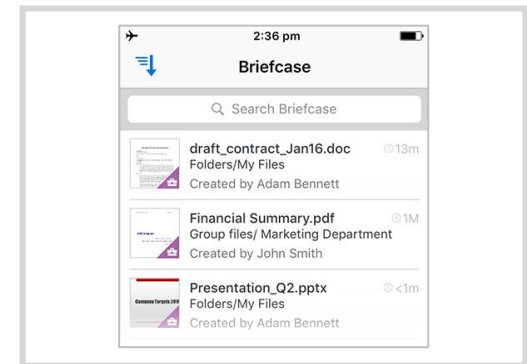 2:36 pm
Briefcase
Search Briefcase
draft_contract_Jan16.doc
13m
Folders/My Files
Created by Adam Bennett
Financial Summary.pdf
1M
Group files/ Marketing Department
Created by John Smith
Presentation_Q2.pptx
<1m
Folders/My Files
Created by Adam Bennett
Company Targets 201